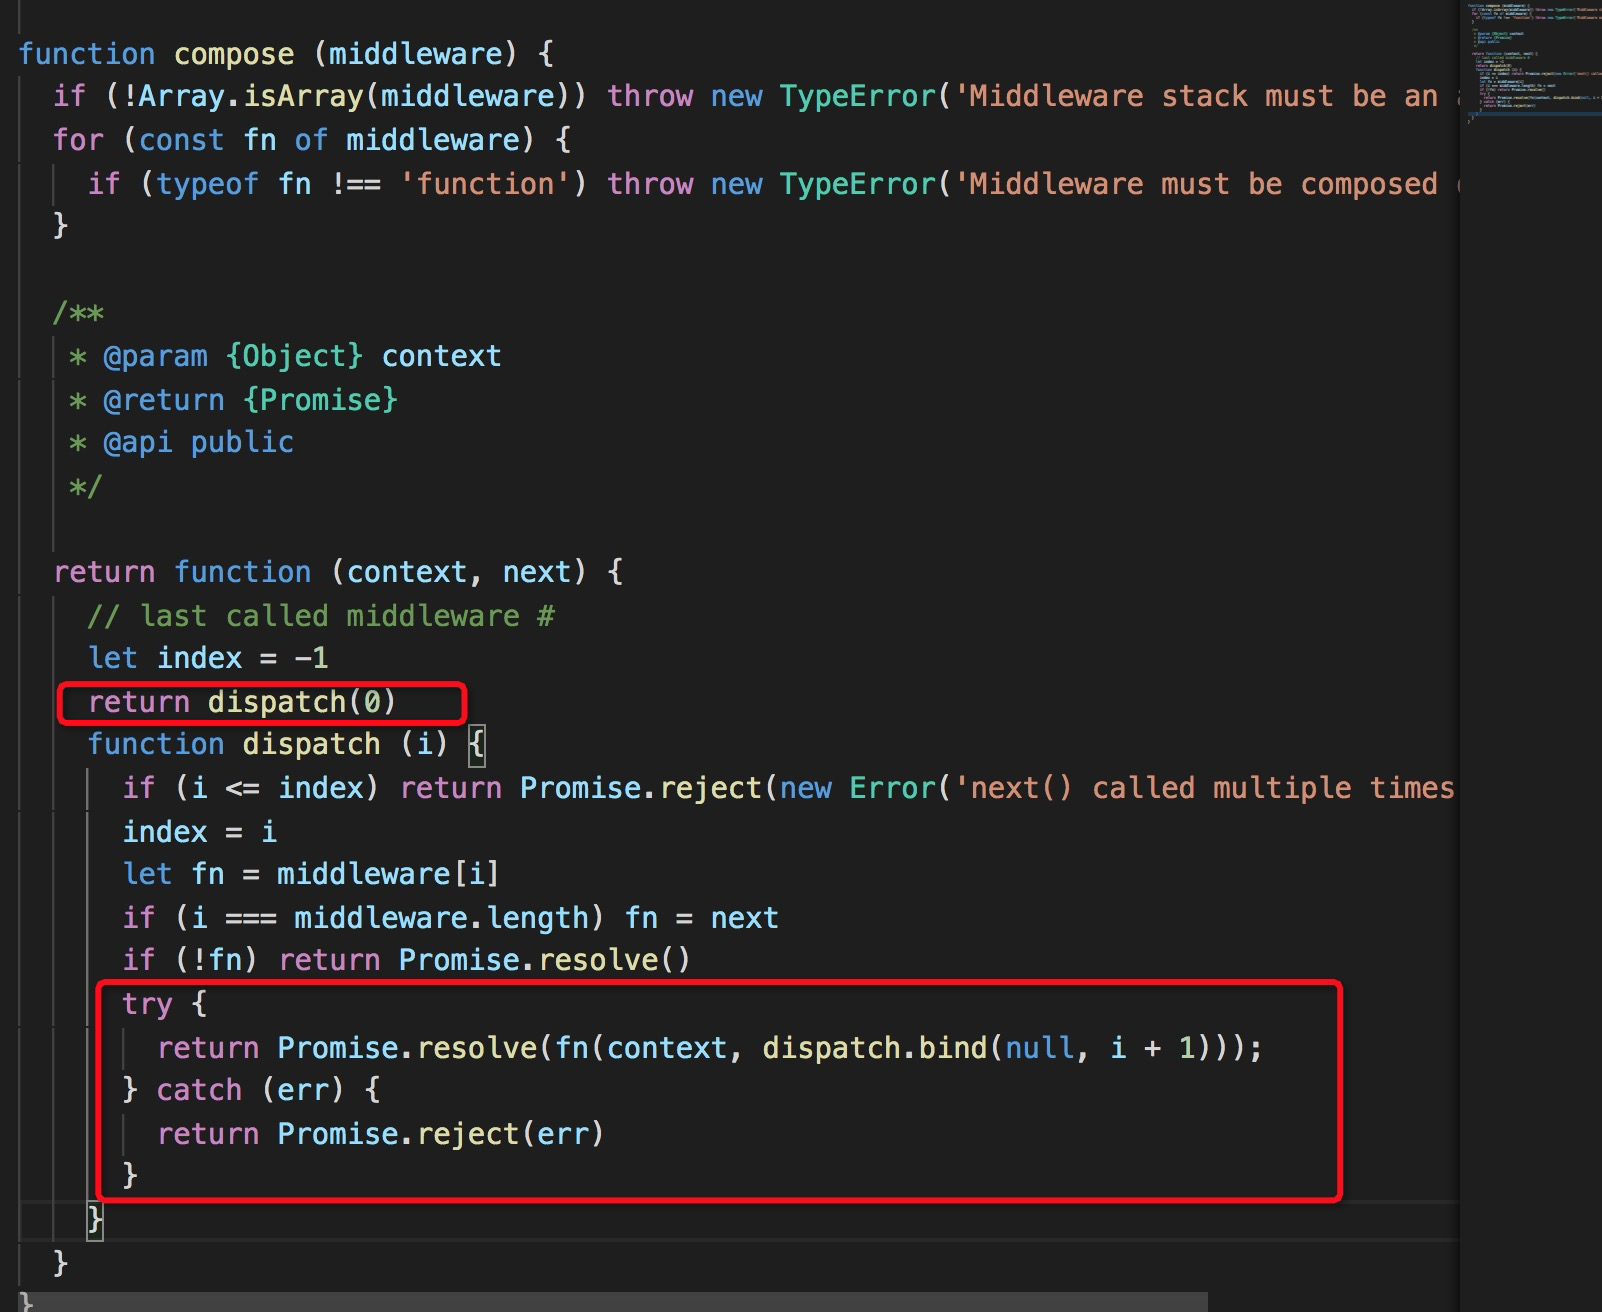 function compose (middleware) {
  if (!Array.isArray(middleware)) throw new TypeError('Middleware stack must be an
  for (const fn of middleware) {
    if (typeof fn !== 'function') throw new TypeError('Middleware must be composed
  }
  /**
   * @param {Object} context
   * @return {Promise}
   * @api public
   */
  return function (context, next) {
    // last called middleware #
    let index = -1
    return dispatch(0)
    function dispatch (i) {
      if (i <= index) return Promise.reject(new Error('next() called multiple times
      index = i
      let fn = middleware[i]
      if (i === middleware.length) fn = next
      if (!fn) return Promise.resolve()
      try {
        return Promise.resolve(fn(context, dispatch.bind(null, i + 1)));
      } catch (err) {
        return Promise.reject(err)
      }
    }
  }
}